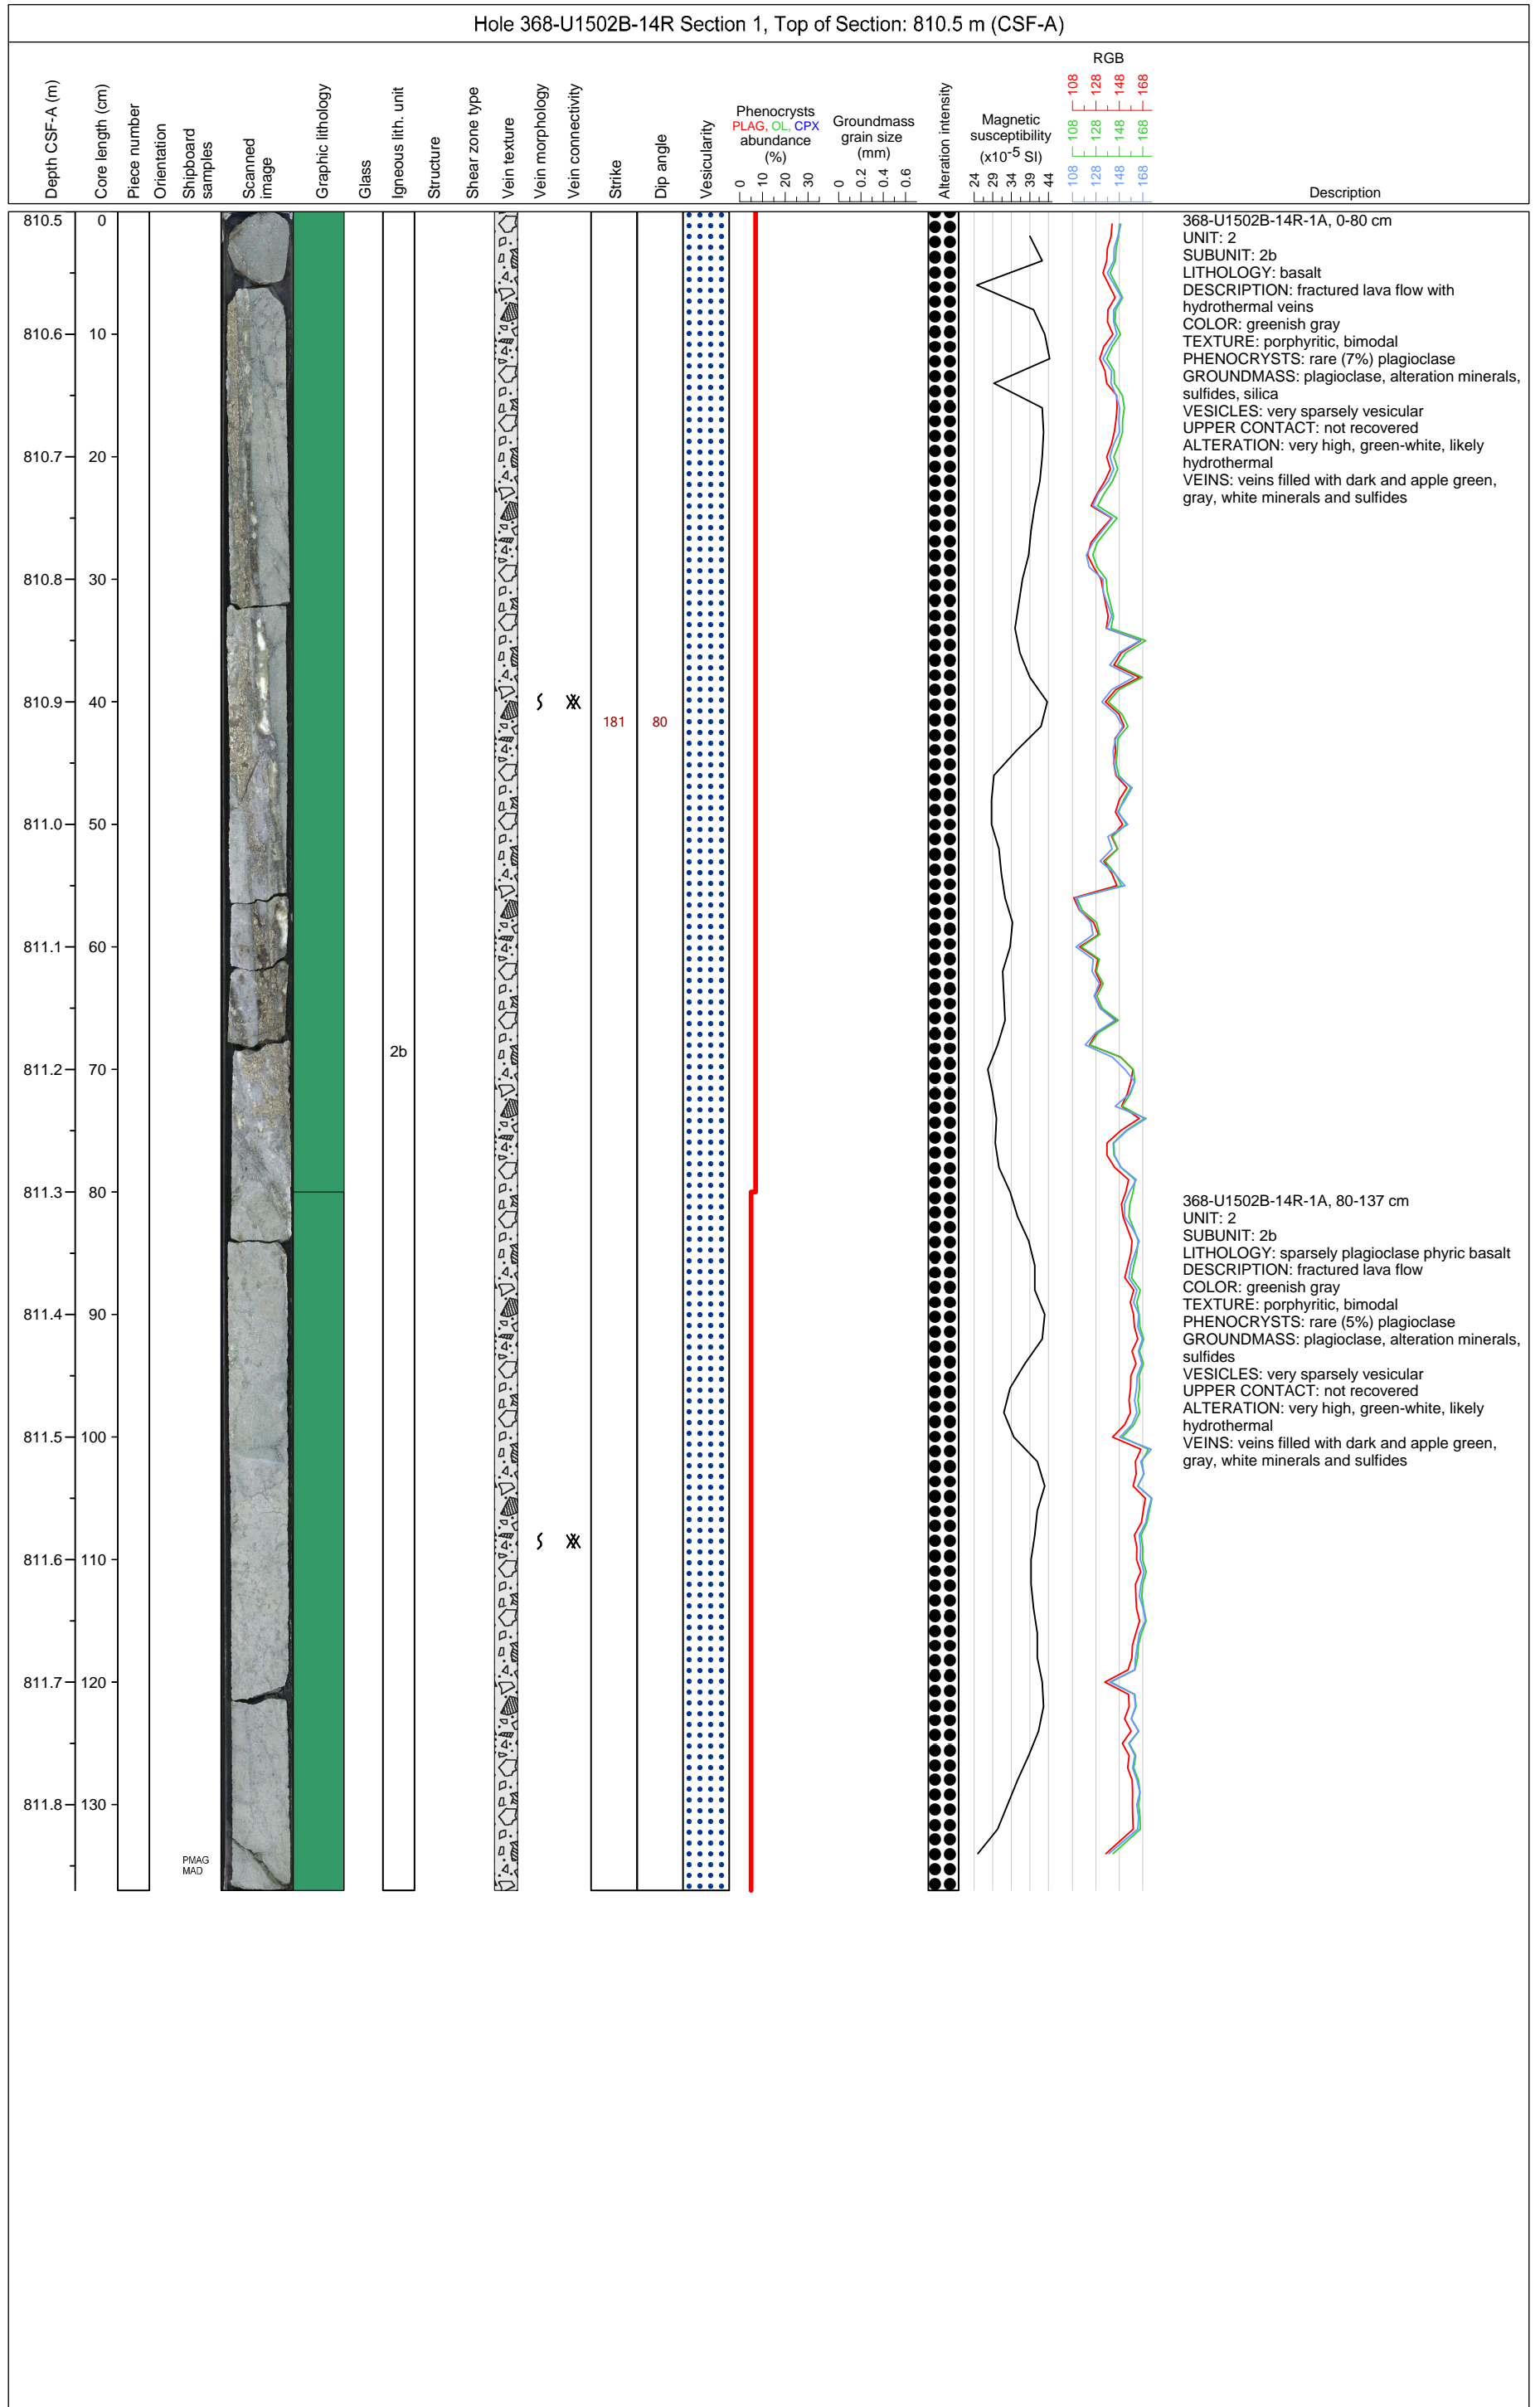 Hole 368-U1502B-14R Section 1, Top of Section: 810.5 m (CSF-A)
Depth CSF-A (m)
Core length (cm)
Piece number
Orientation
Shipboard
samples
Scanned
image
Graphic lithology
Glass
Igneous lith. unit
Structure
Shear zone type
Vein texture
Vein morphology
Vein connectivity
Strike
Dip angle
Vesicularity
Phenocrysts
PLAG, OL, CPX
abundance
(%)
0 10 20 30
Groundmass
grain size
(mm)
0 0.2 0.4 0.6
Alteration intensity
Magnetic
susceptibility
(x10-5 SI)
24 29 34 39 44
RGB
108 128 148 168
108 128 148 168
108 128 148 168
Description
810.5 0
810.6 10
810.7 20
810.8 30
810.9 40
811.0 50
811.1 60
811.2 70
811.3 80
811.4 90
811.5 100
811.6 110
811.7 120
811.8 130
PMAG
MAD
2b
181 80
368-U1502B-14R-1A, 0-80 cm
UNIT: 2
SUBUNIT: 2b
LITHOLOGY: basalt
DESCRIPTION: fractured lava flow with
hydrothermal veins
COLOR: greenish gray
TEXTURE: porphyritic, bimodal
PHENOCRYSTS: rare (7%) plagioclase
GROUNDMASS: plagioclase, alteration minerals,
sulfides, silica
VESICLES: very sparsely vesicular
UPPER CONTACT: not recovered
ALTERATION: very high, green-white, likely
hydrothermal
VEINS: veins filled with dark and apple green,
gray, white minerals and sulfides
368-U1502B-14R-1A, 80-137 cm
UNIT: 2
SUBUNIT: 2b
LITHOLOGY: sparsely plagioclase phyric basalt
DESCRIPTION: fractured lava flow
COLOR: greenish gray
TEXTURE: porphyritic, bimodal
PHENOCRYSTS: rare (5%) plagioclase
GROUNDMASS: plagioclase, alteration minerals,
sulfides
VESICLES: very sparsely vesicular
UPPER CONTACT: not recovered
ALTERATION: very high, green-white, likely
hydrothermal
VEINS: veins filled with dark and apple green,
gray, white minerals and sulfides